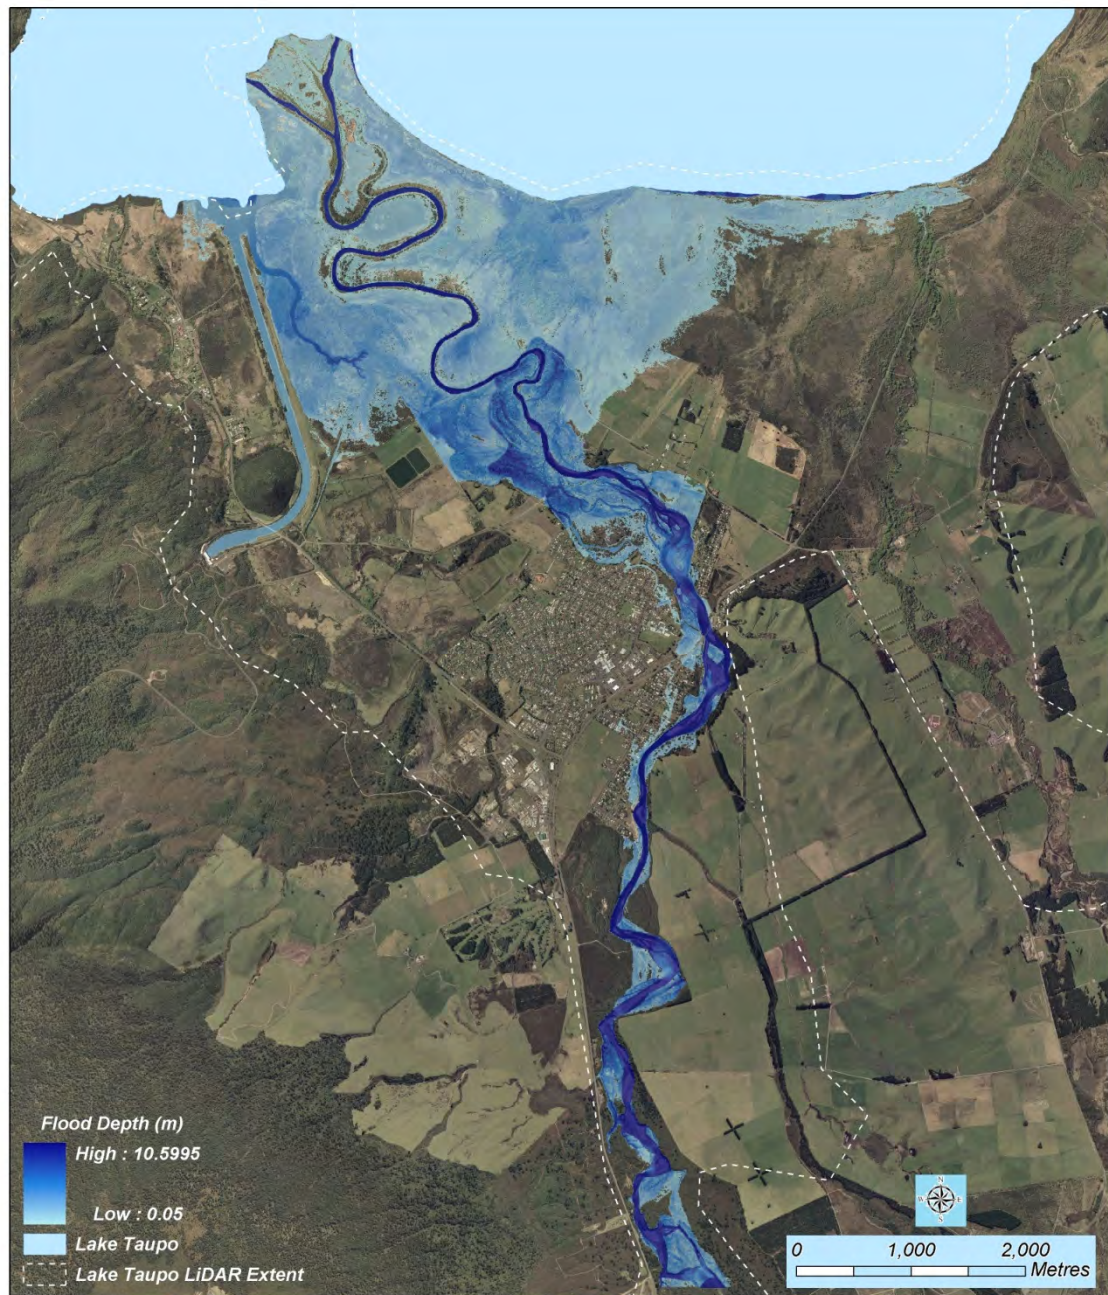 Flood Depth (m)
High : 10.5995
Low : 0.05
Lake Taupo
Lake Taupo LiDAR Extent
N
W
E
S
0 1,000 2,000
Metres